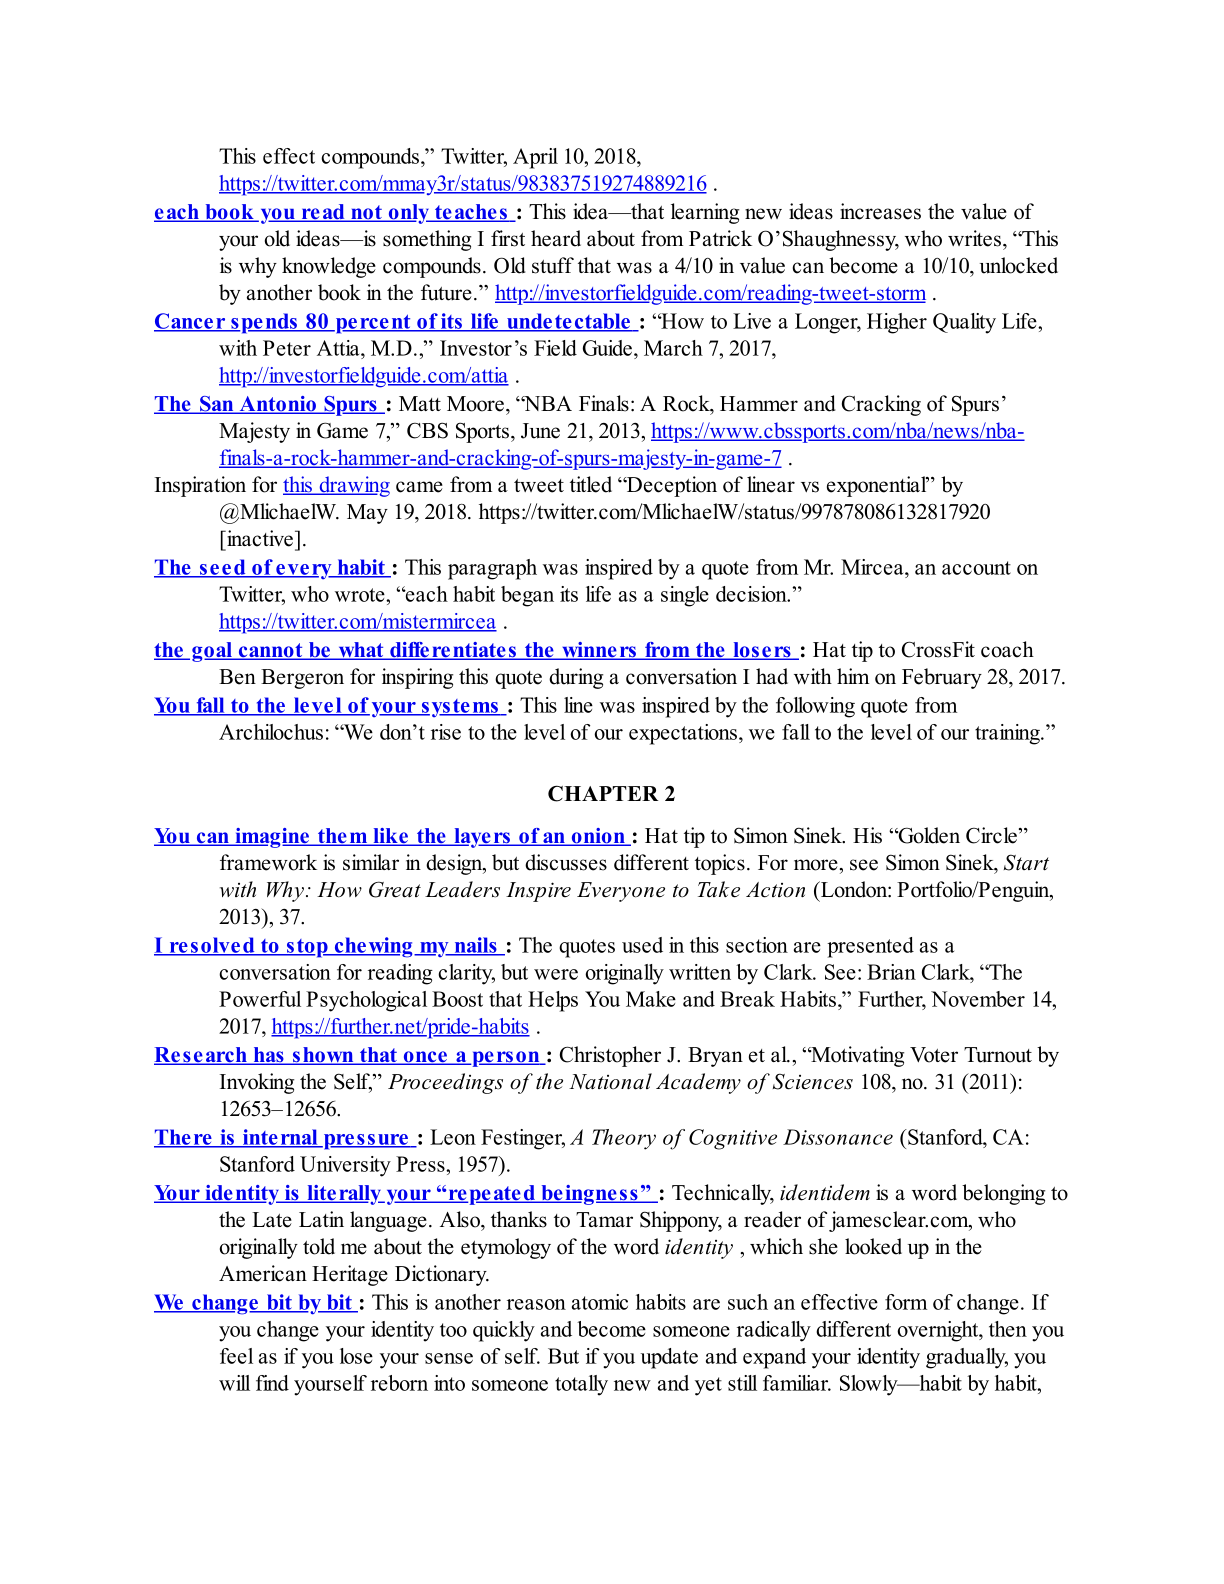 This effect compounds,” Twitter, April 10, 2018,
https://twitter.com/mmay3r/status/983837519274889216 .
each book you read not only teaches : This idea—that learning new ideas increases the value of
your old ideas—is something I first heard about from Patrick O’Shaughnessy, who writes, “This
is why knowledge compounds. Old stuff that was a 4/10 in value can become a 10/10, unlocked
by another book in the future.” http://investorfieldguide.com/reading-tweet-storm .
Cancer spends 80 percent of its life undetectable : “How to Live a Longer, Higher Quality Life,
with Peter Attia, M.D.,” Investor’s Field Guide, March 7, 2017,
http://investorfieldguide.com/attia .
The San Antonio Spurs : Matt Moore, “NBA Finals: A Rock, Hammer and Cracking of Spurs’
Majesty in Game 7,” CBS Sports, June 21, 2013, https://www.cbssports.com/nba/news/nba-
finals-a-rock-hammer-and-cracking-of-spurs-majesty-in-game-7 .
Inspiration for this drawing came from a tweet titled “Deception of linear vs exponential” by
@MlichaelW. May 19, 2018. https://twitter.com/MlichaelW/status/997878086132817920
[inactive].
The seed of every habit : This paragraph was inspired by a quote from Mr. Mircea, an account on
Twitter, who wrote, “each habit began its life as a single decision.”
https://twitter.com/mistermircea .
the goal cannot be what differentiates the winners from the losers : Hat tip to CrossFit coach
Ben Bergeron for inspiring this quote during a conversation I had with him on February 28, 2017.
You fall to the level of your systems : This line was inspired by the following quote from
Archilochus: “We don’t rise to the level of our expectations, we fall to the level of our training.”
CHAPTER 2
You can imagine them like the layers of an onion : Hat tip to Simon Sinek. His “Golden Circle”
framework is similar in design, but discusses different topics. For more, see Simon Sinek, Start
with Why: How Great Leaders Inspire Everyone to Take Action (London: Portfolio/Penguin,
2013), 37.
I resolved to stop chewing my nails : The quotes used in this section are presented as a
conversation for reading clarity, but were originally written by Clark. See: Brian Clark, “The
Powerful Psychological Boost that Helps You Make and Break Habits,” Further, November 14,
2017, https://further.net/pride-habits .
Research has shown that once a person : Christopher J. Bryan et al., “Motivating Voter Turnout by
Invoking the Self,” Proceedings of the National Academy of Sciences 108, no. 31 (2011):
12653–12656.
There is internal pressure : Leon Festinger, A Theory of Cognitive Dissonance (Stanford, CA:
Stanford University Press, 1957).
Your identity is literally your “repeated beingness” : Technically, identidem is a word belonging to
the Late Latin language. Also, thanks to Tamar Shippony, a reader of jamesclear.com, who
originally told me about the etymology of the word identity , which she looked up in the
American Heritage Dictionary.
We change bit by bit : This is another reason atomic habits are such an effective form of change. If
you change your identity too quickly and become someone radically different overnight, then you
feel as if you lose your sense of self. But if you update and expand your identity gradually, you
will find yourself reborn into someone totally new and yet still familiar. Slowly—habit by habit,